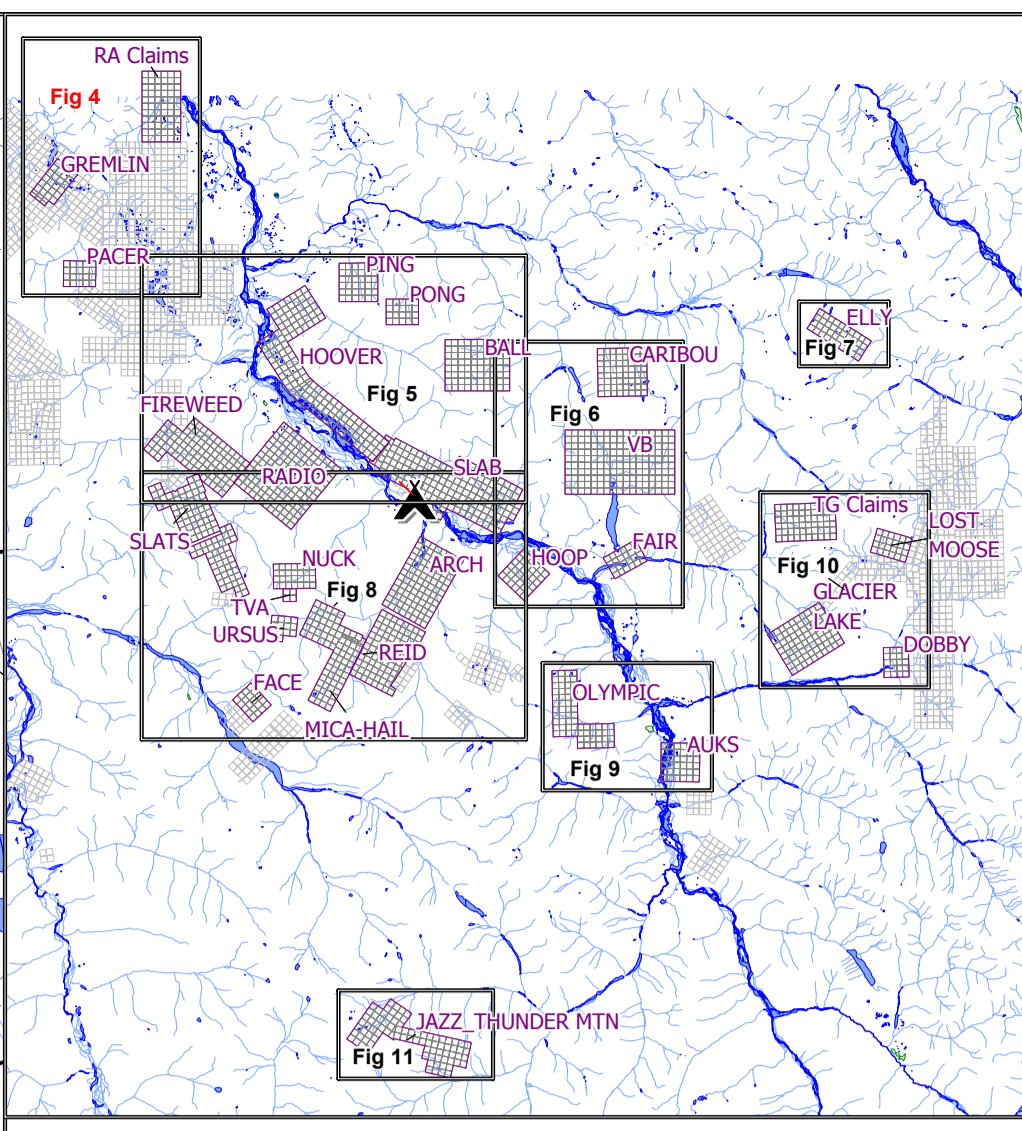 RA Claims
Fig 4
GREMLIN
PACER
PING
PONG
ELLY
Fig 7
HOOVER
BALL
CARIBOU
Fig 5
Fig 6
FIREWEED
VB
RADIO
SLAB
TG Claims
LOST
MOOSE
SLATS
NUCK
ARCH
HOOP
FAIR
Fig 10
GLACIER
LAKE
Fig 8
TVA
URSUS
REID
DOBBY
FACE
MICA-HAIL
OLYMPIC
AUKS
Fig 9
JAZZ_THUNDER MTN
Fig 11